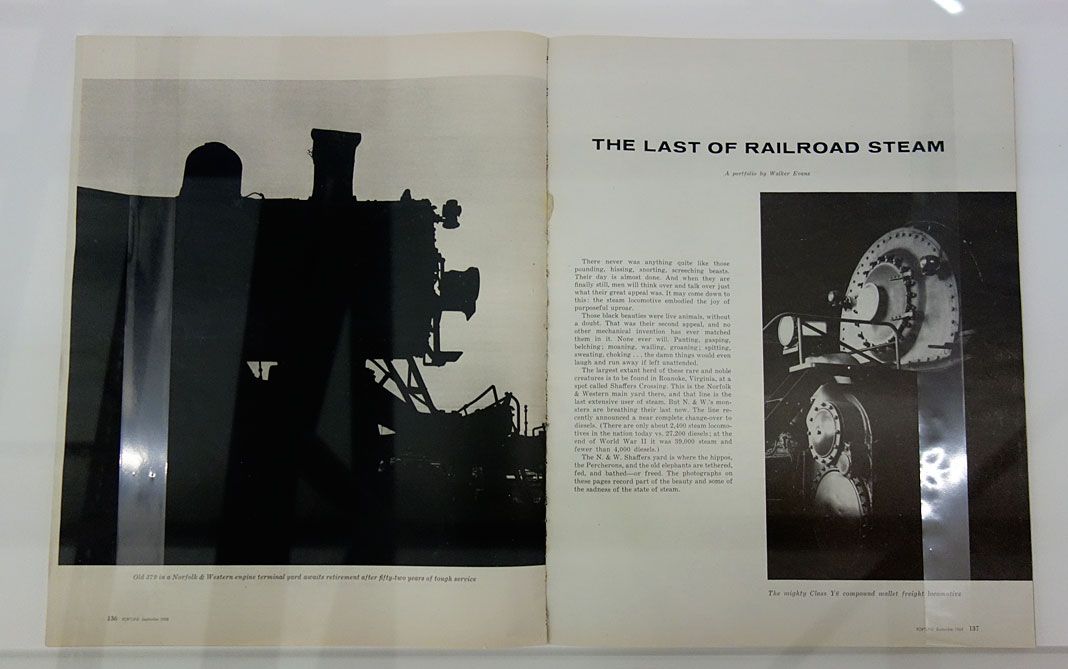 Old 379 is a Norfolk & Western engine terminal yard awaits retirement after fifty-two years of tough service
136 FORTUNE September 1958
THE LAST OF RAILROAD STEAM
A portfolio by Walker Evans
There never was anything quite like those
pounding, hissing, snorting, screeching beasts.
Their day is almost done. And when they are
finally still, men will think over and talk over just
what their great appeal was. It may come down to
this: the steam locomotive embodied the joy of
purposeful uproar.
Those black beauties were live animals, without
a doubt. That was their second appeal, and no
other mechanical invention has ever matched
them in it. None ever will. Panting, gasping,
belching; moaning, wailing, groaning; spitting,
sweating, choking . . . the damn things would even
laugh and run away if left unattended.
The largest extant herd of these rare and noble
creatures is to be found in Roanoke, Virginia, at a
spot called Shaffers Crossing. This is the Norfolk
& Western main yard there, and that line is the
last extensive user of steam. But N. & W.'s mon-
sters are breathing their last now. The line re-
cently announced a near complete change-over to
diesels. (There are only about 2,400 steam locomo-
tives in the nation today vs. 27,200 diesels; at the
end of World War II it was 39,000 steam and
fewer than 4,000 diesels.)
The N. & W. Shaffers yard is where the hippos,
the Percherons, and the old elephants are tethered,
fed, and bathed—or freed. The photographs on
these pages record part of the beauty and some of
the sadness of the state of steam.
The mighty Class Y6 compound mallet freight locomotive
FORTUNE September 1958 137